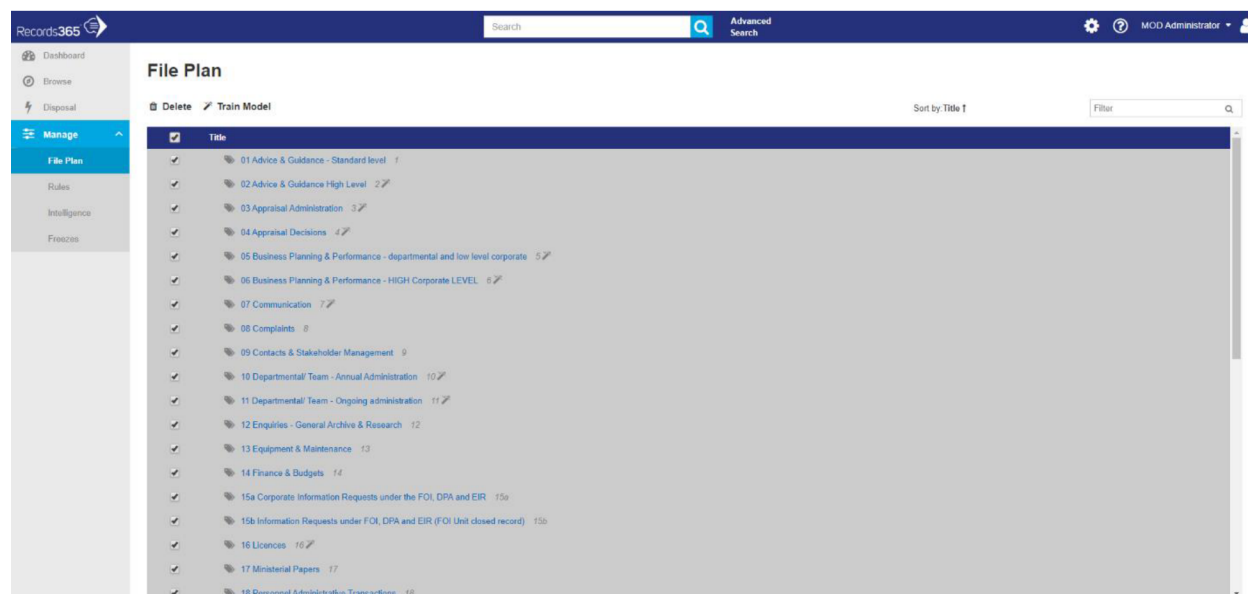 Records365
Search
Advanced
Search
MOD Administrator
Dashboard
Browse
Disposal
Manage
File Plan
Rules
Intelligence
Freezes
File Plan
Delete Train Model
Sort by: Title
Filter
Title
01 Advice & Guidance - Standard level 1
02 Advice & Guidance High Level 2
03 Appraisal Administration 3
04 Appraisal Decisions 4
05 Business Planning & Performance - departmental and low level corporate 5
06 Business Planning & Performance - HIGH Corporate LEVEL 6
07 Communication 7
08 Complaints 8
09 Contacts & Stakeholder Management 9
10 Departmental/ Team - Annual Administration 10
11 Departmental/ Team - Ongoing administration 11
12 Enquiries - General Archive & Research 12
13 Equipment & Maintenance 13
14 Finance & Budgets 14
15a Corporate Information Requests under the FOI, DPA and EIR 15a
15b Information Requests under FOI, DPA and EIR (FOI Unit closed record) 15b
16 Licences 16
17 Ministerial Papers 17
18 Personnel Administrative Transactions 18